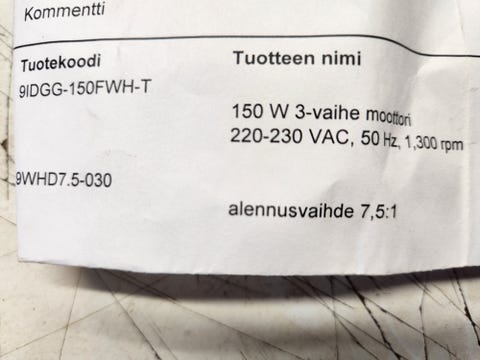 Kommentti
Tuotekoodi Tuotteen nimi
9IDGG-150FWH-T
150 W 3-vaihe moottori
220-230 VAC, 50 Hz, 1,300 rpm
9WHD7.5-030
alennusvaihde 7,5:1